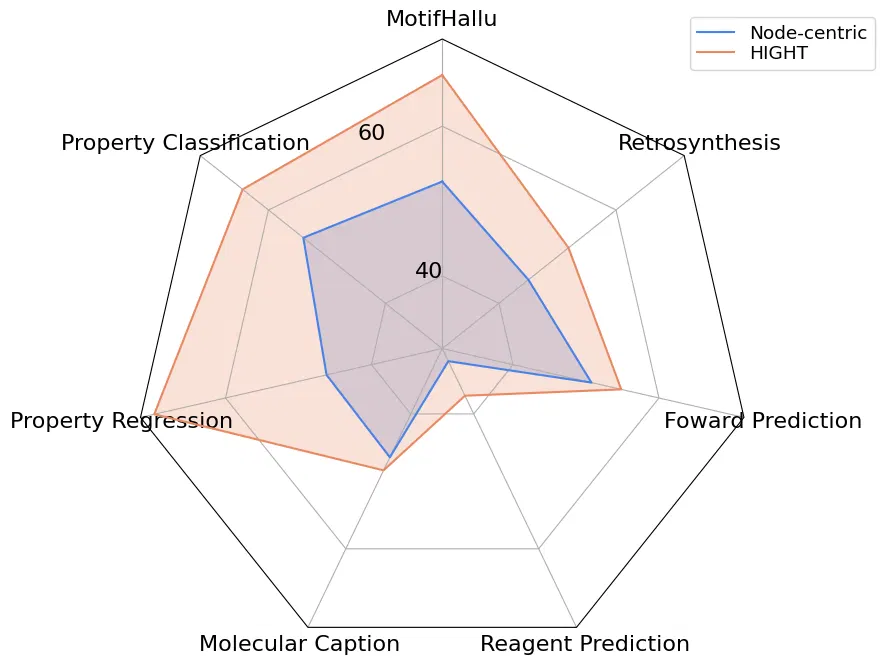 MotifHallu
Node-centric
HIGHT
Property Classification
60
Retrosynthesis
40
Property Regression
Foward Prediction
Molecular Caption
Reagent Prediction